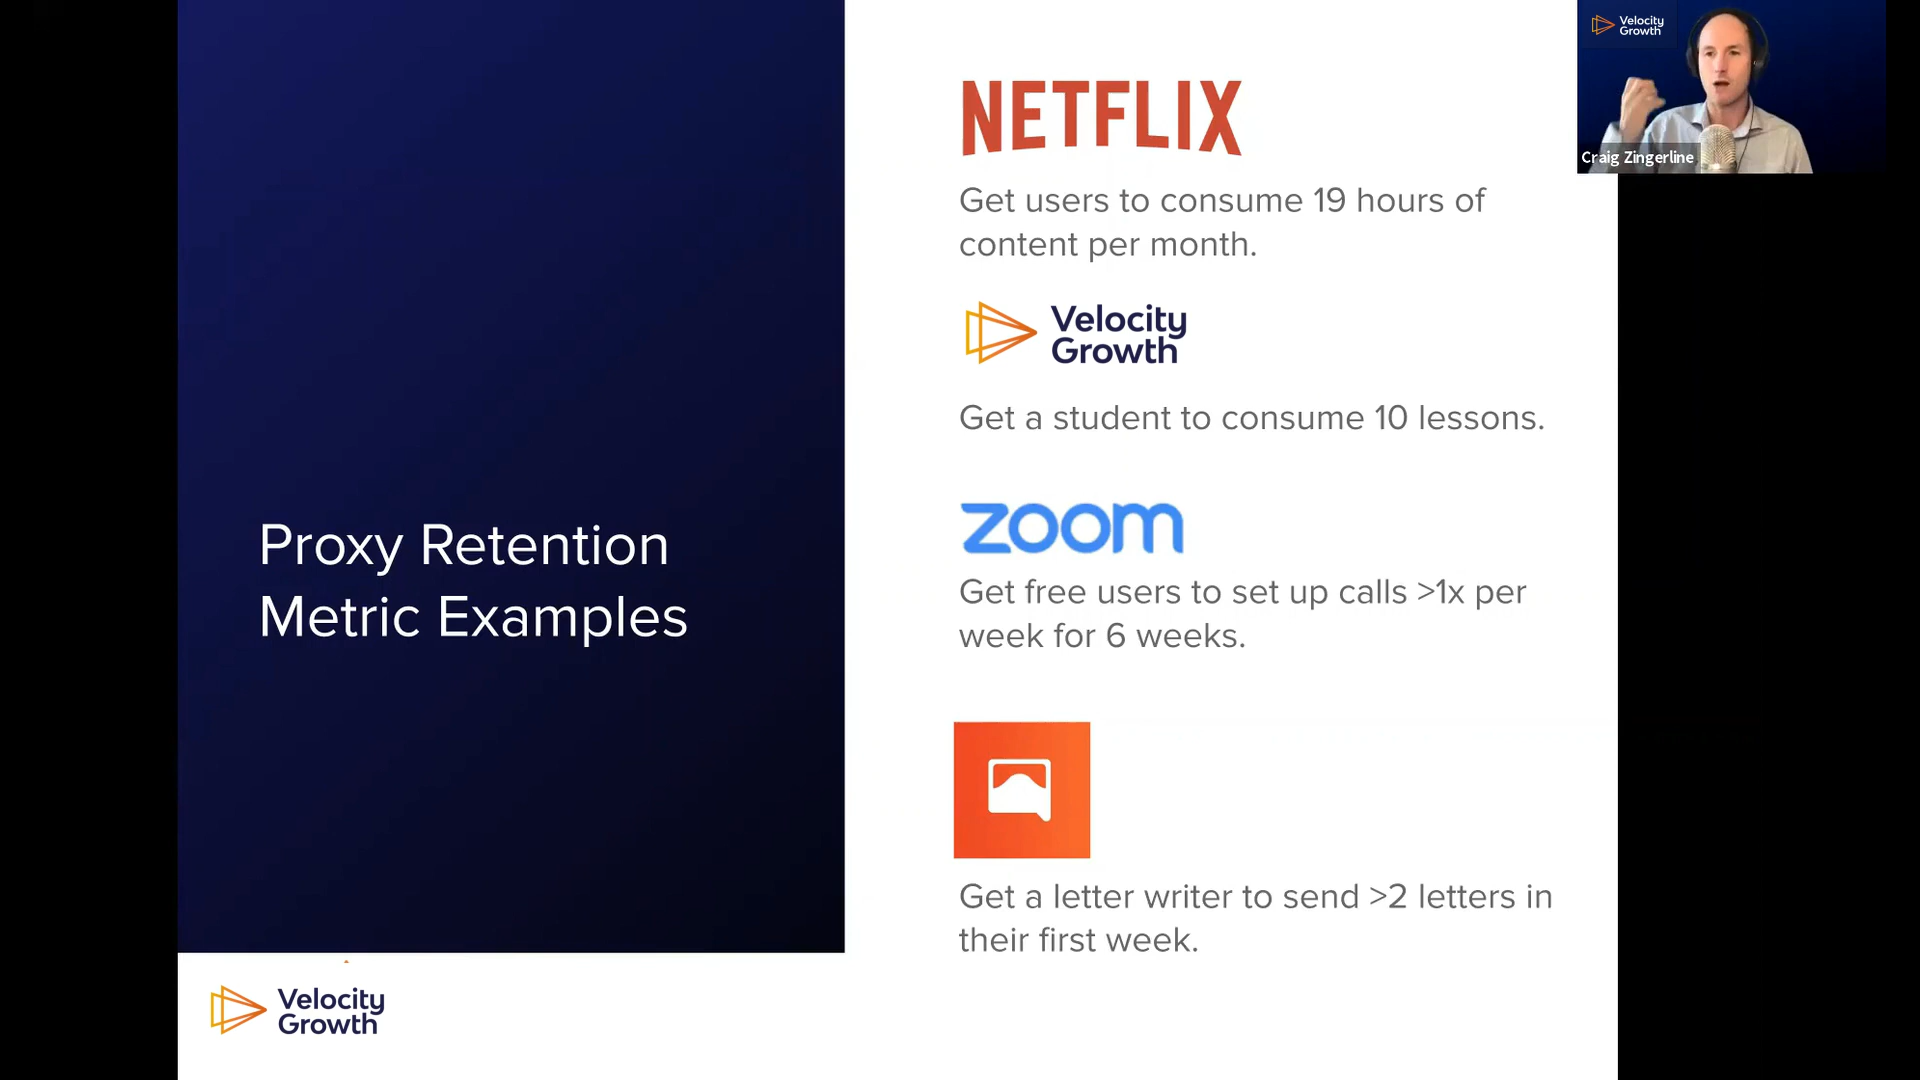 Proxy Retention
Metric Examples
NETFLIX
Get users to consume 19 hours of
content per month.
Velocity
Growth
Get a student to consume 10 lessons.
zoom
Get free users to set up calls >1x per
week for 6 weeks.
Get a letter writer to send >2 letters in
their first week.
Velocity
Growth
Velocity
Growth
Craig Zingerline